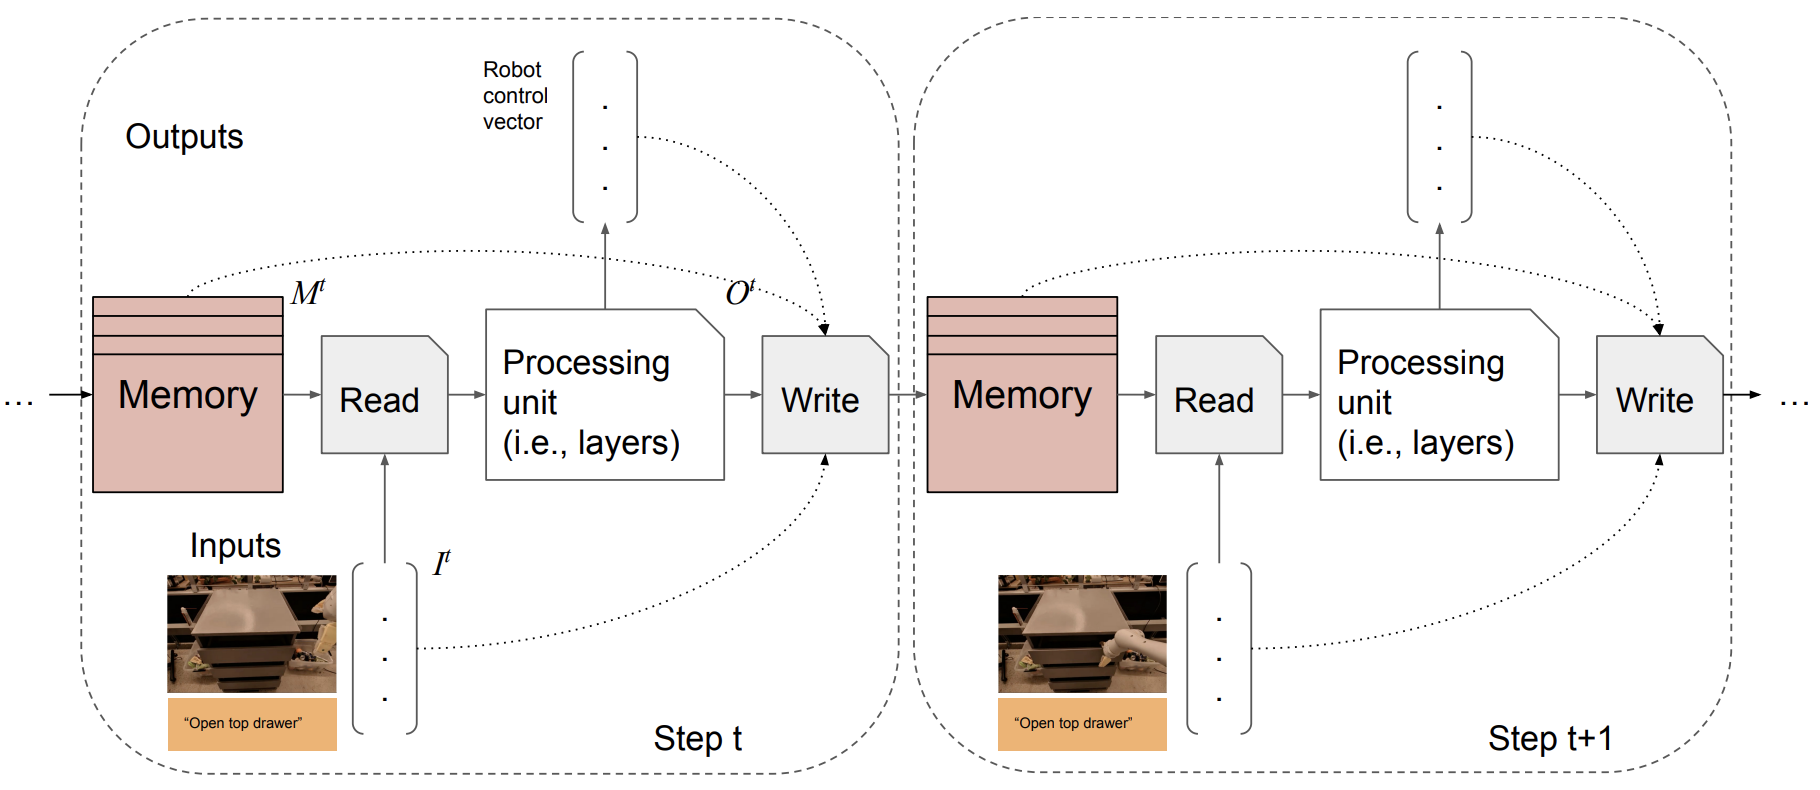 Robot
control
vector
Outputs
M^t
O^t
...
Memory
Read
Processing
unit
(i.e., layers)
Write
Inputs
I^t
“Open top drawer”
Step t
Memory
Read
Processing
unit
(i.e., layers)
Write
...
“Open top drawer”
Step t+1